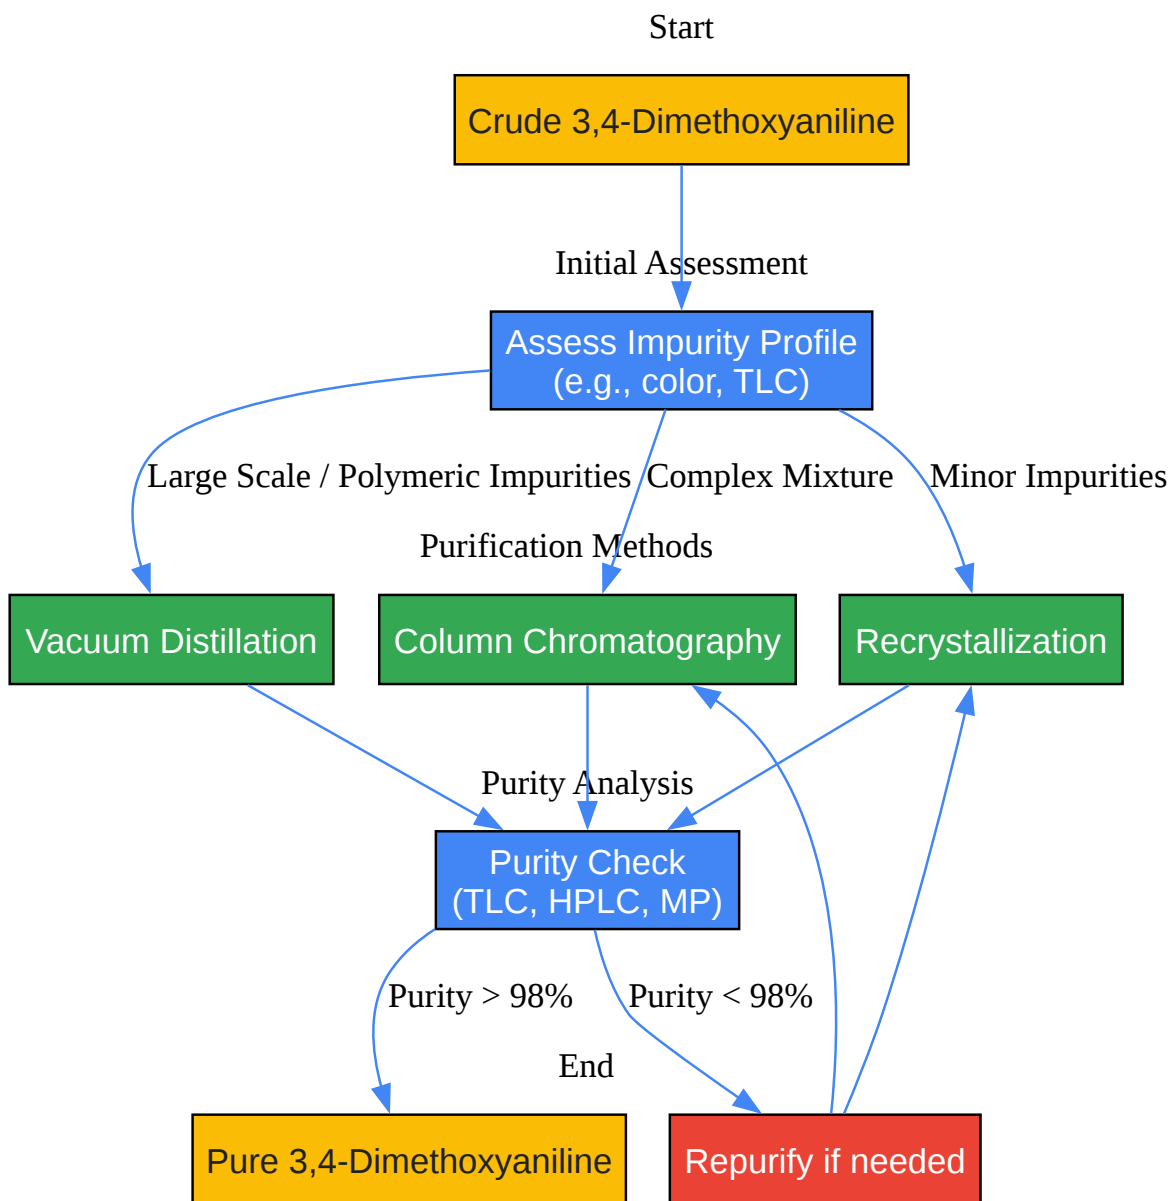 Start
Crude 3,4-Dimethoxyaniline
Initial Assessment
Assess Impurity Profile
(e.g., color, TLC)
Large Scale / Polymeric Impurities
Complex Mixture
Minor Impurities
Purification Methods
Vacuum Distillation
Column Chromatography
Recrystallization
Purity Analysis
Purity Check
(TLC, HPLC, MP)
Purity > 98%
Purity < 98%
End
Pure 3,4-Dimethoxyaniline
Repurify if needed